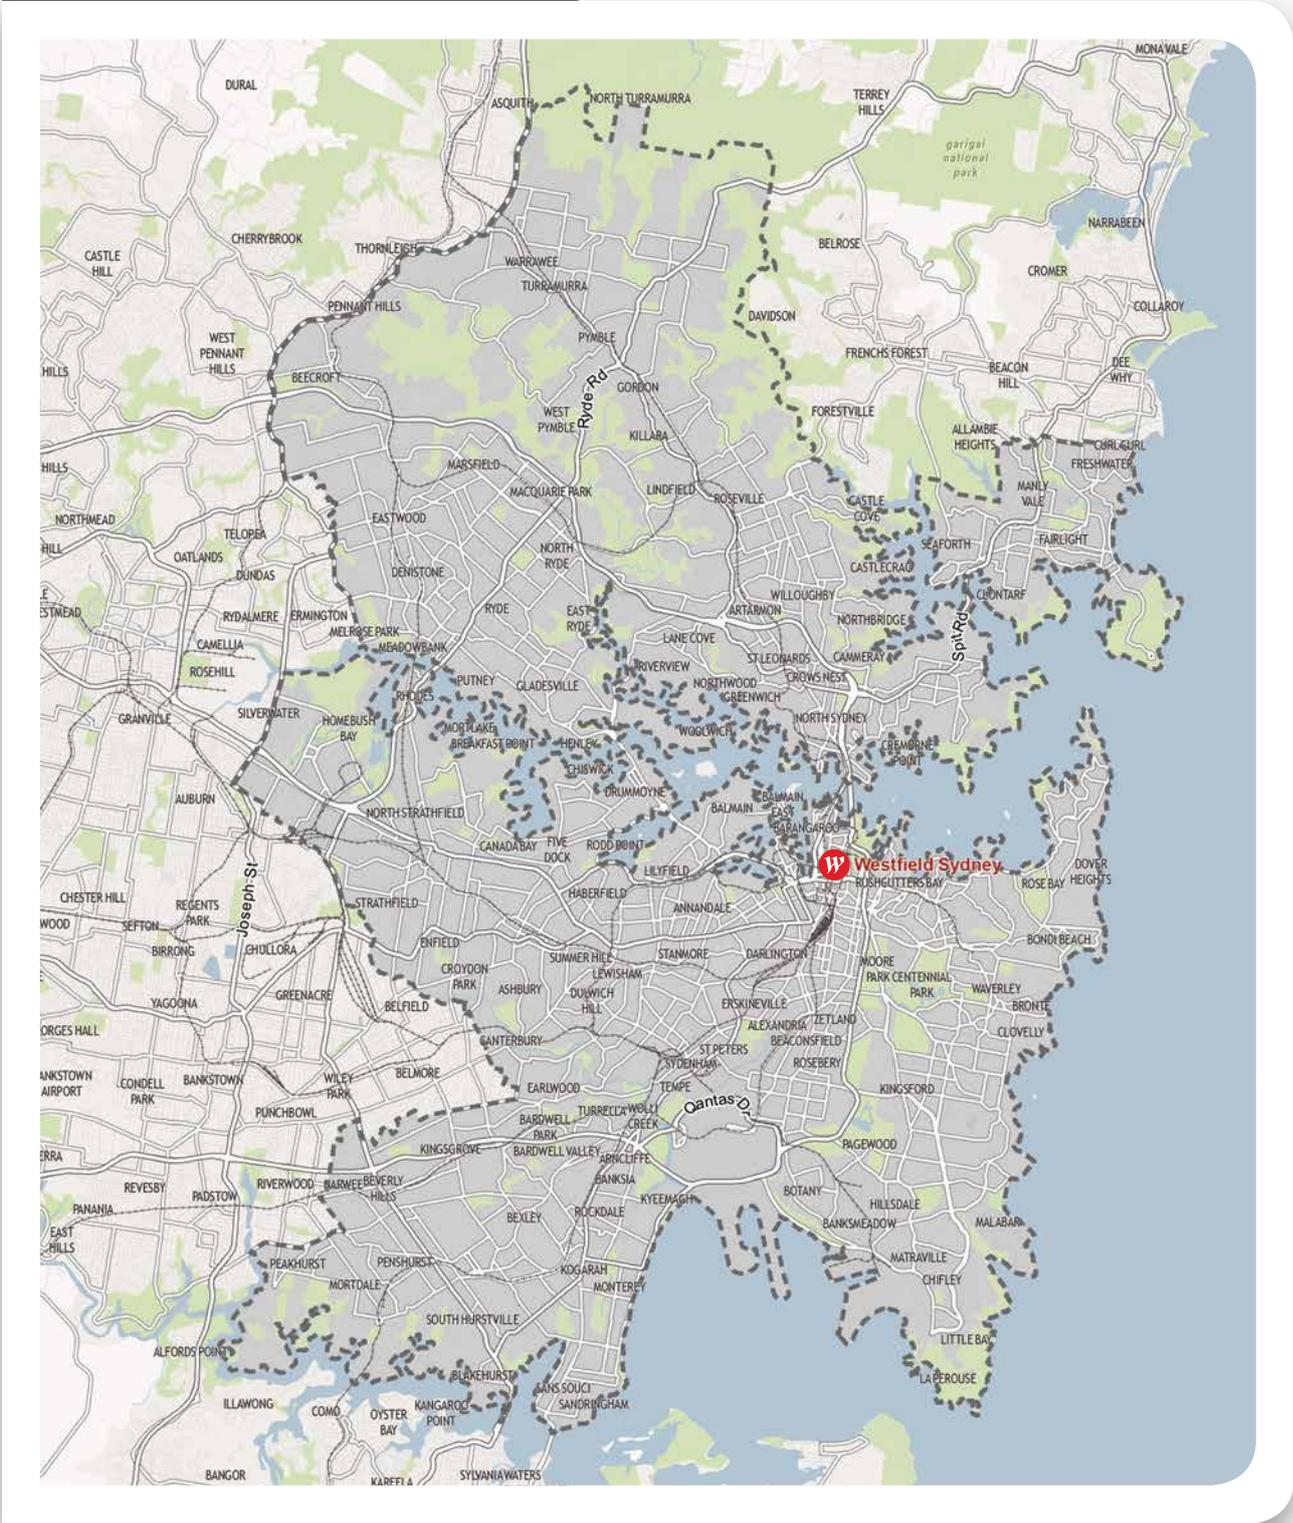 MONA VALE
DURAL
TERREY
HILLS
ASQUITH
NORTH TURRAMURRA
garigal
national
park
NARRABEEN
CHERRYBROOK
THORNLEIGH
BELROSE
CASTLE
HILL
WARRAWEE
CROMER
TURRAMURRA
PENNANT HILLS
COLLAROY
DAVIDSON
WEST
PENNANT
HILLS
PYMBLE
FRENCHS FOREST
HILLS
BEACON
HILL
DEE
WHY
BEECROFT
Ryde Rd
GORDON
WEST
PYMBLE
FORESTVILLE
KILLARA
ALLAMBIE
HEIGHTS
CURL CURL
HILLS
MARSFIELD
FRESHWATER
MACQUARIE PARK
LINDFIELD
ROSEVILLE
MANLY
VALE
CASTLE
COVE
NORTHMEAD
EASTWOOD
TELOPEA
SEAFORTH
FAIRLIGHT
HILL
OATLANDS
NORTH
RYDE
DUNDAS
DENISTONE
CASTLECRAG
E
ESTMEAD
RYDALMERE
ERMINGTON
RYDE
EAST
RYDE
WILLOUGHBY
CLONTARF
ARTARMON
NORTHBRIDGE
Spit Rd
MELROSE PARK
CAMELLIA
MEADOWBANK
LANE COVE
ST LEONARDS
CAMMERAY
ROSEHILL
RIVERVIEW
CROWS NEST
PUTNEY
GLADESVILLE
NORTHWOOD
GREENWICH
RHODES
GRANVILLE
SILVERWATER
HOMEBUSH
BAY
NORTH SYDNEY
MORTLAKE
BREAKFAST POINT
HENLEY
WOOLWICH
CREMORNE
POINT
CHISWICK
AUBURN
DRUMMOYNE
BALMAIN
BALMAIN
EAST
NORTH STRATHFIELD
BARANGAROO
CANADA BAY
FIVE
DOCK
RODD POINT
W Westfield Sydney
LILYFIELD
DOVER
HEIGHTS
RUSHCUTTERS BAY
ROSE BAY
Joseph St
CHESTER HILL
REGENTS
PARK
STRATHFIELD
HABERFIELD
ANNANDALE
WOOD
SEFTON
BIRRONG
CHULLORA
ENFIELD
SUMMER HILL
STANMORE
DARLINGTON
BONDI BEACH
CROYDON
PARK
LEWISHAM
MOORE
PARK
CENTENNIAL
PARK
WAVERLEY
YAGOONA
GREENACRE
BELFIELD
ASHBURY
DULWICH
HILL
ERSKINEVILLE
BRONTE
ORGES HALL
ALEXANDRIA
ZETLAND
CLOVELLY
CANTERBURY
BEACONSFIELD
ST PETERS
SYDENHAM
ROSEBERY
ANKSTOWN
AIRPORT
CONDELL
PARK
BANKSTOWN
WILEY
PARK
BELMORE
EARLWOOD
TEMPE
KINGSFORD
PUNCHBOWL
Qantas Dr
BARDWELL
PARK
TURRELLA
WOLLI
CREEK
PAGEWOOD
ERRA
KINGSGROVE
BARDWELL VALLEY
ARNCLIFFE
REVESBY
PADSTOW
RIVERWOOD
NARWEE
BEVERLY
HILLS
BANKSIA
KYEEMAGH
BOTANY
HILLSDALE
PANANIA
BEXLEY
ROCKDALE
BANKSMEADOW
MALABAR
EAST
HILLS
PEAKHURST
PENSHURST
KOGARAH
MATRAVILLE
MORTDALE
MONTEREY
CHIFLEY
SOUTH HURSTVILLE
LITTLE BAY
ALFORDS POINT
BLAKEHURST
LA PEROUSE
SANS SOUCI
ILLAWONG
COMO
OYSTER
BAY
KANGAROO
POINT
SANDRINGHAM
BANGOR
KAREELA
SYLVANIA WATERS